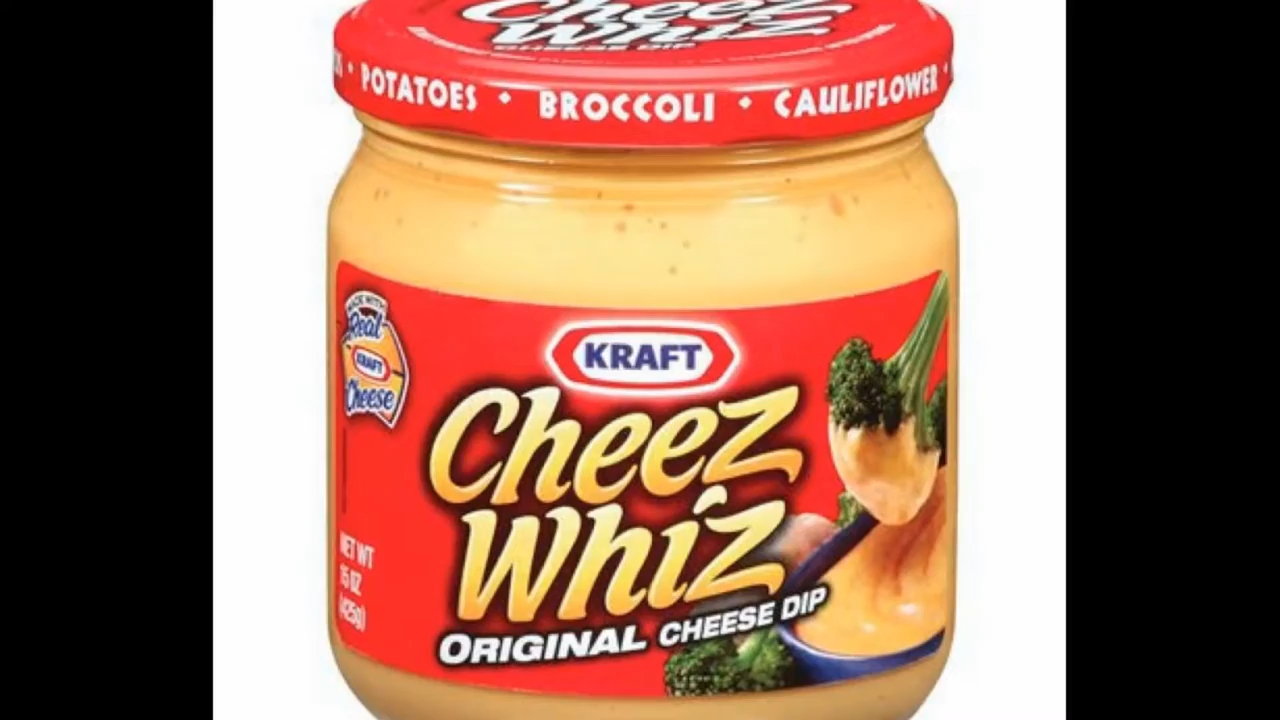 Cheez
Whiz
CHEESE DIP
POTATOES • BROCCOLI • CAULIFLOWER •
MADE WITH
Real
KRAFT
Cheese
KRAFT
Cheez
Whiz
ORIGINAL CHEESE DIP
NET WT
15 OZ
(425g)